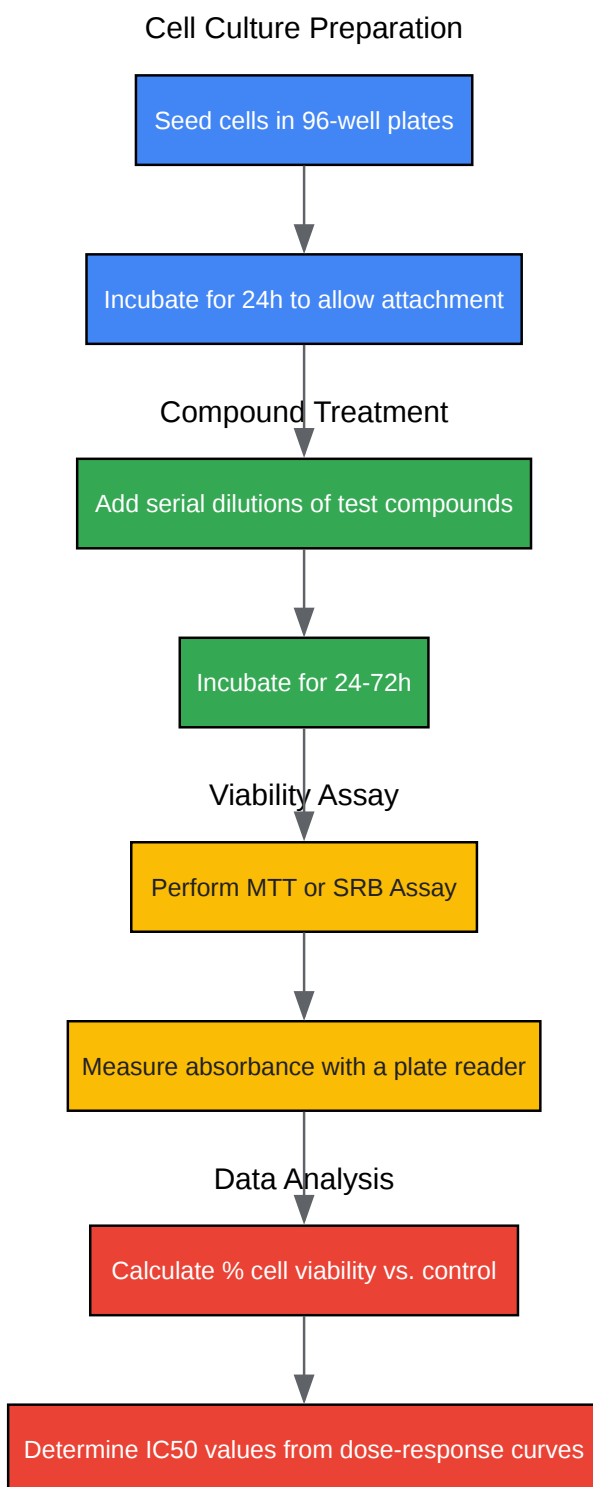 Cell Culture Preparation
Seed cells in 96-well plates
Incubate for 24h to allow attachment
Compound Treatment
Add serial dilutions of test compounds
Incubate for 24-72h
Viability Assay
Perform MTT or SRB Assay
Measure absorbance with a plate reader
Data Analysis
Calculate % cell viability vs. control
Determine IC50 values from dose-response curves